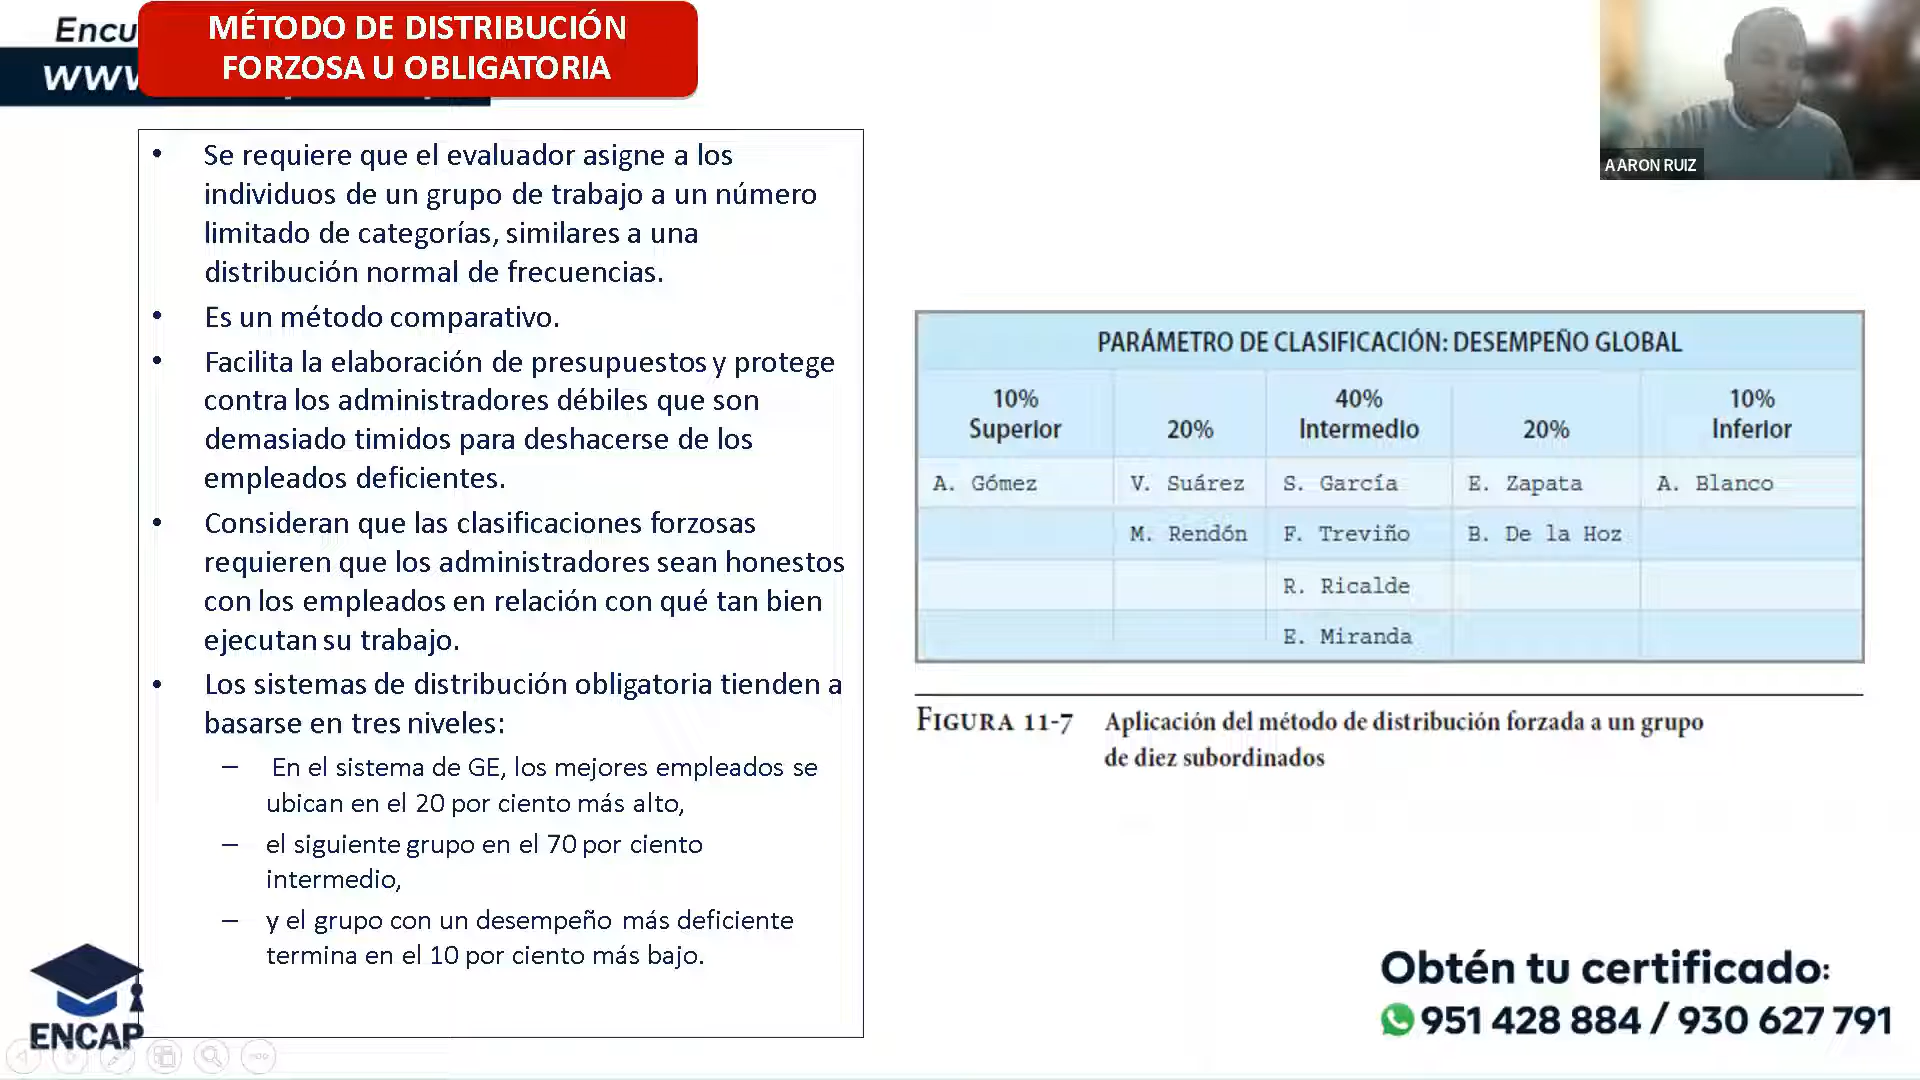 Encu
www
MÉTODO DE DISTRIBUCIÓN
FORZOSA U OBLIGATORIA
AARON RUIZ
• Se requiere que el evaluador asigne a los
individuos de un grupo de trabajo a un número
limitado de categorías, similares a una
distribución normal de frecuencias.
• Es un método comparativo.
• Facilita la elaboración de presupuestos y protege
contra los administradores débiles que son
demasiado timidos para deshacerse de los
empleados deficientes.
• Consideran que las clasificaciones forzosas
requieren que los administradores sean honestos
con los empleados en relación con qué tan bien
ejecutan su trabajo.
• Los sistemas de distribución obligatoria tienden a
basarse en tres niveles:
– En el sistema de GE, los mejores empleados se
ubican en el 20 por ciento más alto,
– el siguiente grupo en el 70 por ciento
intermedio,
– y el grupo con un desempeño más deficiente
termina en el 10 por ciento más bajo.
PARÁMETRO DE CLASIFICACIÓN: DESEMPEÑO GLOBAL
10% 40% 10%
Superior 20% Intermedio 20% Inferior
A. Gómez V. Suárez S. García E. Zapata A. Blanco
M. Rendón F. Treviño B. De la Hoz
R. Ricalde
E. Miranda
FIGURA 11-7 Aplicación del método de distribución forzada a un grupo
de diez subordinados
ENCAP
Obtén tu certificado:
951 428 884 / 930 627 791